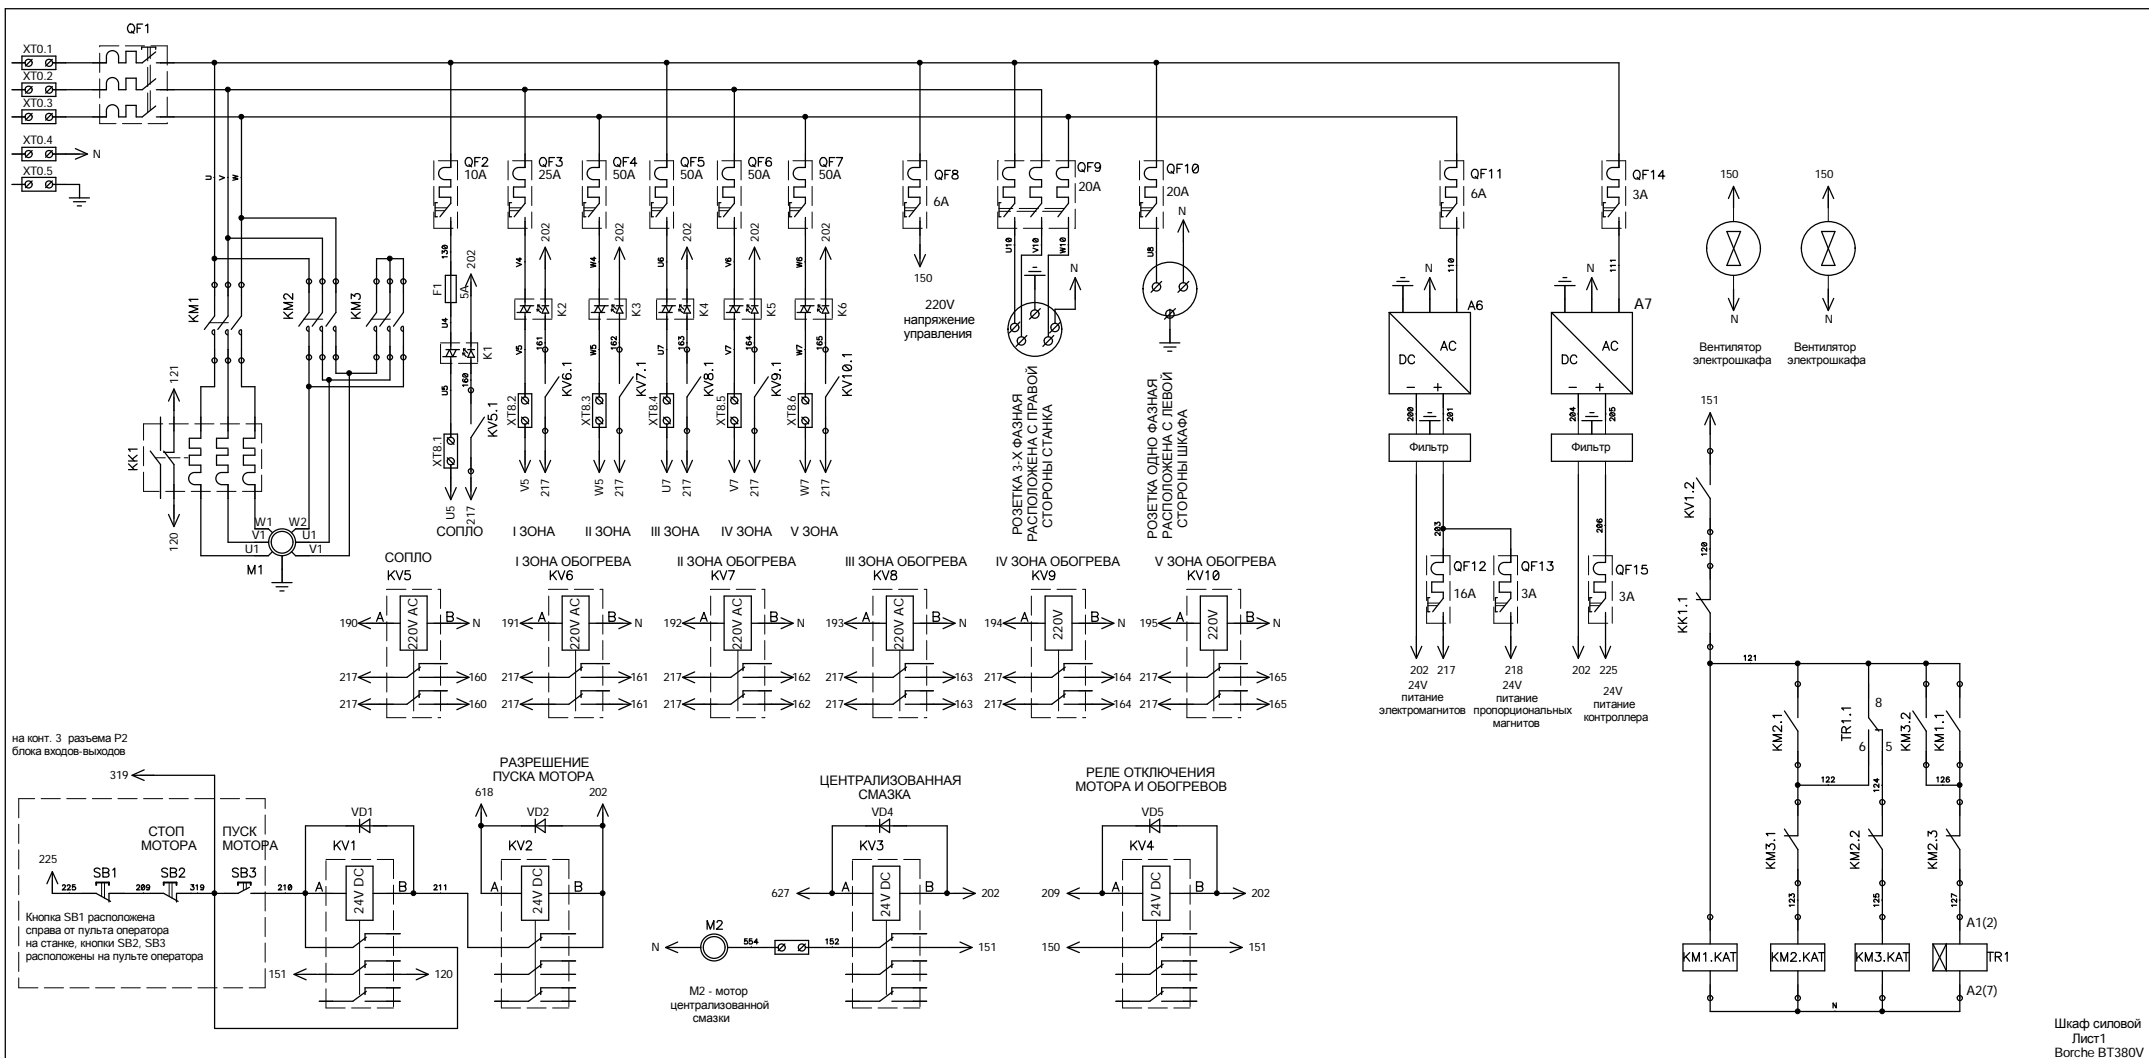 QF1
XT0.1
XT0.2
XT0.3
XT0.4
N
XT0.5
U
V
W
KM1
KM2
KM3
121
KK1
120
W1
V1
U1
W2
U1
V1
M1
QF2
10A
130
202
F1
5A
U4
K1
U5
160
KV5.1
XT8.1
U5
217
СОПЛО
QF3
25A
202
V4
K2
V5
161
KV6.1
XT8.2
V5
217
I ЗОНА
QF4
50A
202
W4
K3
W5
162
KV7.1
XT8.3
W5
217
II ЗОНА
QF5
50A
202
U6
K4
U7
163
KV8.1
XT8.4
U7
217
III ЗОНА
QF6
50A
202
V6
K5
V7
164
KV9.1
XT8.5
V7
217
IV ЗОНА
QF7
50A
202
W6
K6
W7
165
KV10.1
XT8.6
W7
217
V ЗОНА
QF8
6A
150
220V
напряжение
управления
QF9
20A
U10
V10
W10
N
РОЗЕТКА 3-Х ФАЗНАЯ
РАСПОЛОЖЕНА С ПРАВОЙ
СТОРОНЫ СТАНКА
QF10
20A
N
U8
РОЗЕТКА ОДНО ФАЗНАЯ
РАСПОЛОЖЕНА С ЛЕВОЙ
СТОРОНЫ ШКАФА
QF11
6A
N
110
A6
DC
AC
− +
200
201
Фильтр
203
QF12
16A
QF13
3A
202
217
24V
питание
электромагнитов
218
24V
питание
пропорциональных
магнитов
QF14
3A
N
111
A7
DC
AC
− +
204
205
Фильтр
206
QF15
3A
202
225
24V
питание
контроллера
150
N
Вентилятор
электрошкафа
150
N
Вентилятор
электрошкафа
СОПЛО
KV5
190
A
220V AC
B
N
217
160
217
160
I ЗОНА ОБОГРЕВА
KV6
191
A
220V AC
B
N
217
161
217
161
II ЗОНА ОБОГРЕВА
KV7
192
A
220V AC
B
N
217
162
217
162
III ЗОНА ОБОГРЕВА
KV8
193
A
220V AC
B
N
217
163
217
163
IV ЗОНА ОБОГРЕВА
KV9
194
A
220V
B
N
217
164
217
164
V ЗОНА ОБОГРЕВА
KV10
195
A
220V
B
N
217
165
217
165
на конт. 3 разъема P2
блока входов-выходов
319
СТОП
МОТОРА
ПУСК
МОТОРА
225
225
SB1
209
SB2
319
SB3
210
Кнопка SB1 расположена
справа от пульта оператора
на станке, кнопки SB2, SB3
расположены на пульте оператора
VD1
KV1
A
24V DC
B
211
151
120
РАЗРЕШЕНИЕ
ПУСКА МОТОРА
618
202
VD2
KV2
A
24V DC
B
ЦЕНТРАЛИЗОВАННАЯ
СМАЗКА
VD4
KV3
627
A
24V DC
B
202
N
M2
554
152
151
M2 - мотор
централизованной
смазки
РЕЛЕ ОТКЛЮЧЕНИЯ
МОТОРА И ОБОГРЕВОВ
VD5
KV4
209
A
24V DC
B
202
150
151
151
KV1.2
120
KK1.1
121
KM2.1
TR1.1
8
6
5
KM3.2
KM1.1
122
124
126
KM3.1
KM2.2
KM2.3
123
125
127
A1(2)
KM1.КАТ
KM2.КАТ
KM3.КАТ
TR1
A2(7)
N
Шкаф силовой
Лист1
Borche BT380V